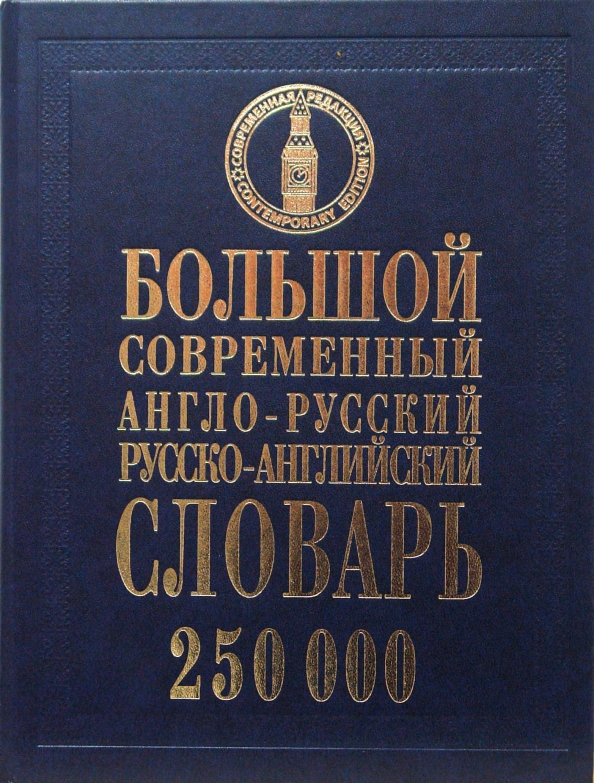 СОВРЕМЕННАЯ РЕДАКЦИЯ
CONTEMPORARY EDITION
БОЛЬШОЙ
СОВРЕМЕННЫЙ
АНГЛО-РУССКИЙ
РУССКО-АНГЛИЙСКИЙ
СЛОВАРЬ
250 000